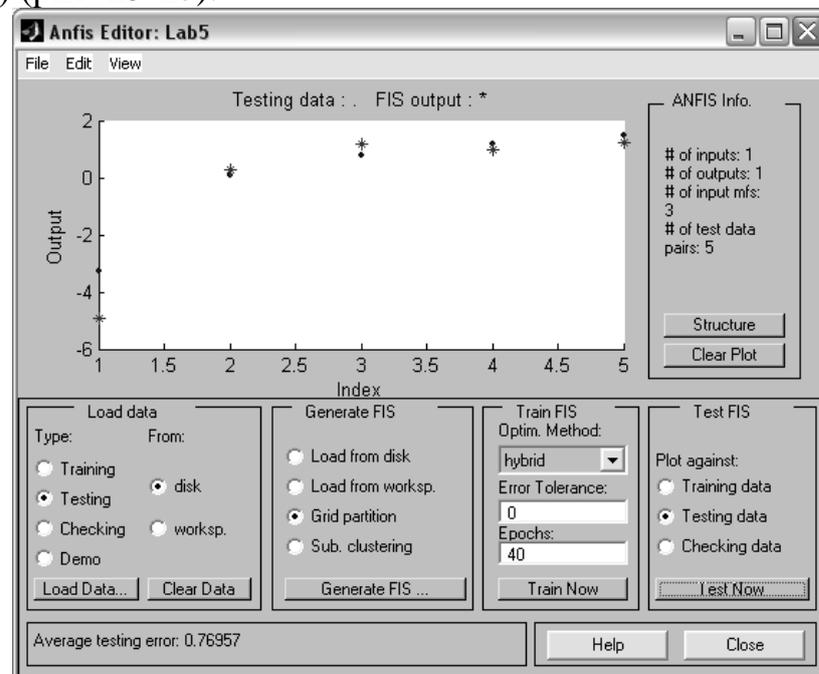 Anfis Editor: Lab5
File Edit View
Testing data : . FIS output : *
2
0
-2
-4
-6
Output
1 1.5 2 2.5 3 3.5 4 4.5 5
Index
ANFIS Info.
# of inputs: 1
# of outputs: 1
# of input mfs:
3
# of test data
pairs: 5
Structure
Clear Plot
Load data
Type: From:
Training
Testing
Checking
Demo
disk
worksp.
Load Data... Clear Data
Generate FIS
Load from disk
Load from worksp.
Grid partition
Sub. clustering
Generate FIS ...
Train FIS
Optim. Method:
hybrid
Error Tolerance:
0
Epochs:
40
Train Now
Test FIS
Plot against:
Training data
Testing data
Checking data
Test Now
Average testing error: 0.76957
Help Close